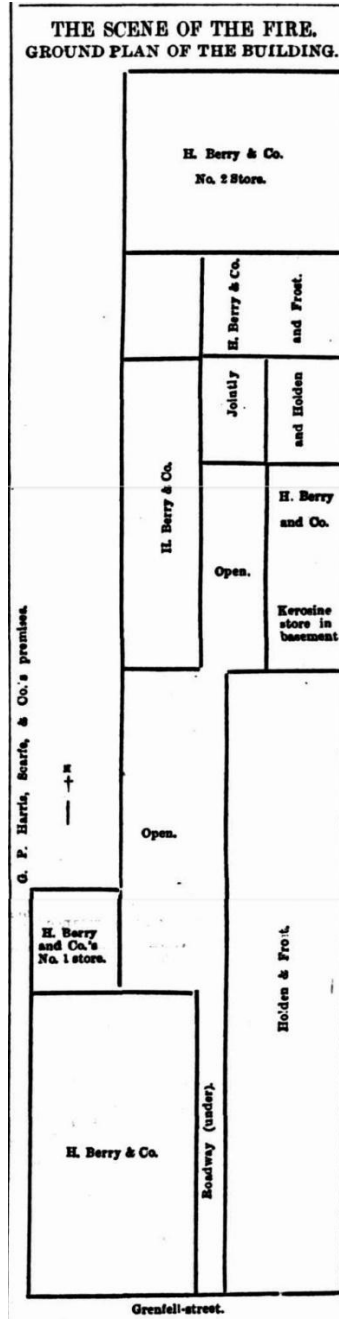 THE SCENE OF THE FIRE.
GROUND PLAN OF THE BUILDING.
H. Berry & Co.
No. 2 Store.
H. Berry & Co.
and Frost.
Jointly
and Holden
H. Berry & Co.
H. Berry
and Co.
Open.
Kerosine
store in
basement
G. P. Harris, Scarfe, & Co.'s premises.
N
Open.
H. Berry
and Co.'s
No. 1 store.
Holden & Frost.
H. Berry & Co.
Roadway (under).
Grenfell-street.